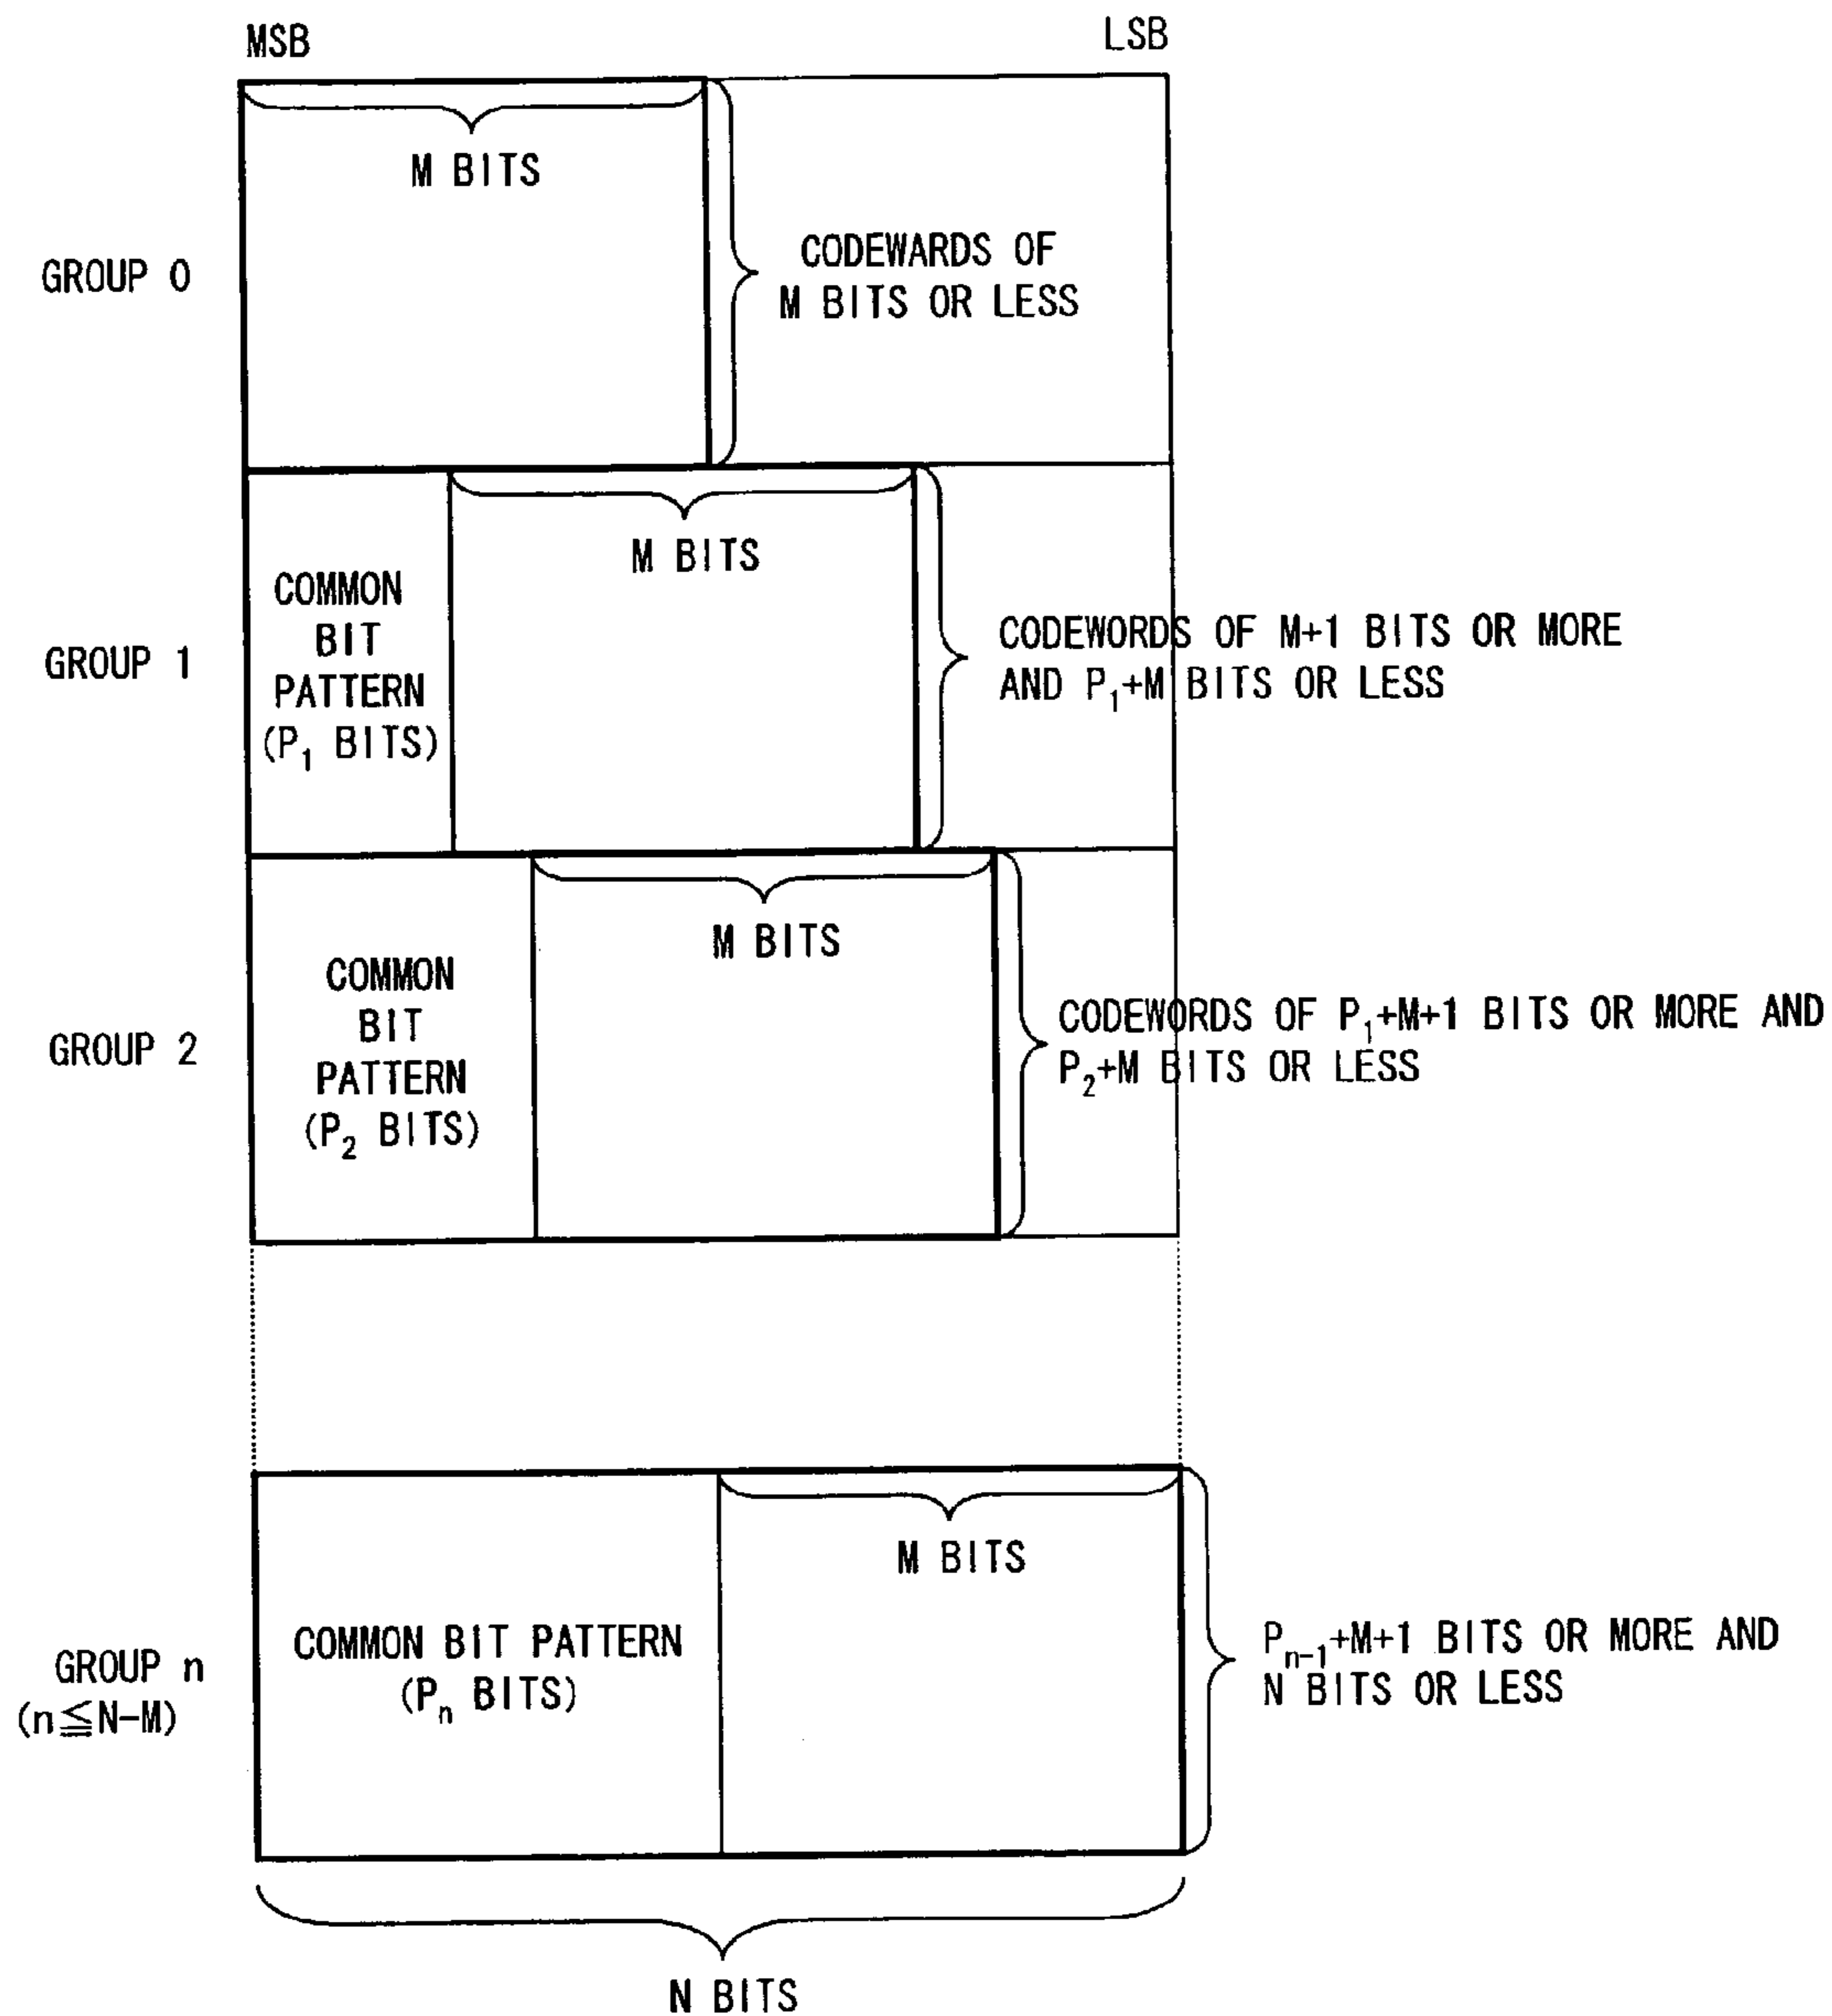 MSB
LSB
M BITS
GROUP 0
CODEWARDS OF
M BITS OR LESS
M BITS
COMMON
BIT
PATTERN
(P₁ BITS)
GROUP 1
CODEWORDS OF M+1 BITS OR MORE
AND P₁+M BITS OR LESS
M BITS
COMMON
BIT
PATTERN
(P₂ BITS)
GROUP 2
CODEWORDS OF P₁+M+1 BITS OR MORE AND
P₂+M BITS OR LESS
M BITS
GROUP n
(n≦N-M)
COMMON BIT PATTERN
(Pₙ BITS)
Pₙ₋₁+M+1 BITS OR MORE AND
N BITS OR LESS
N BITS